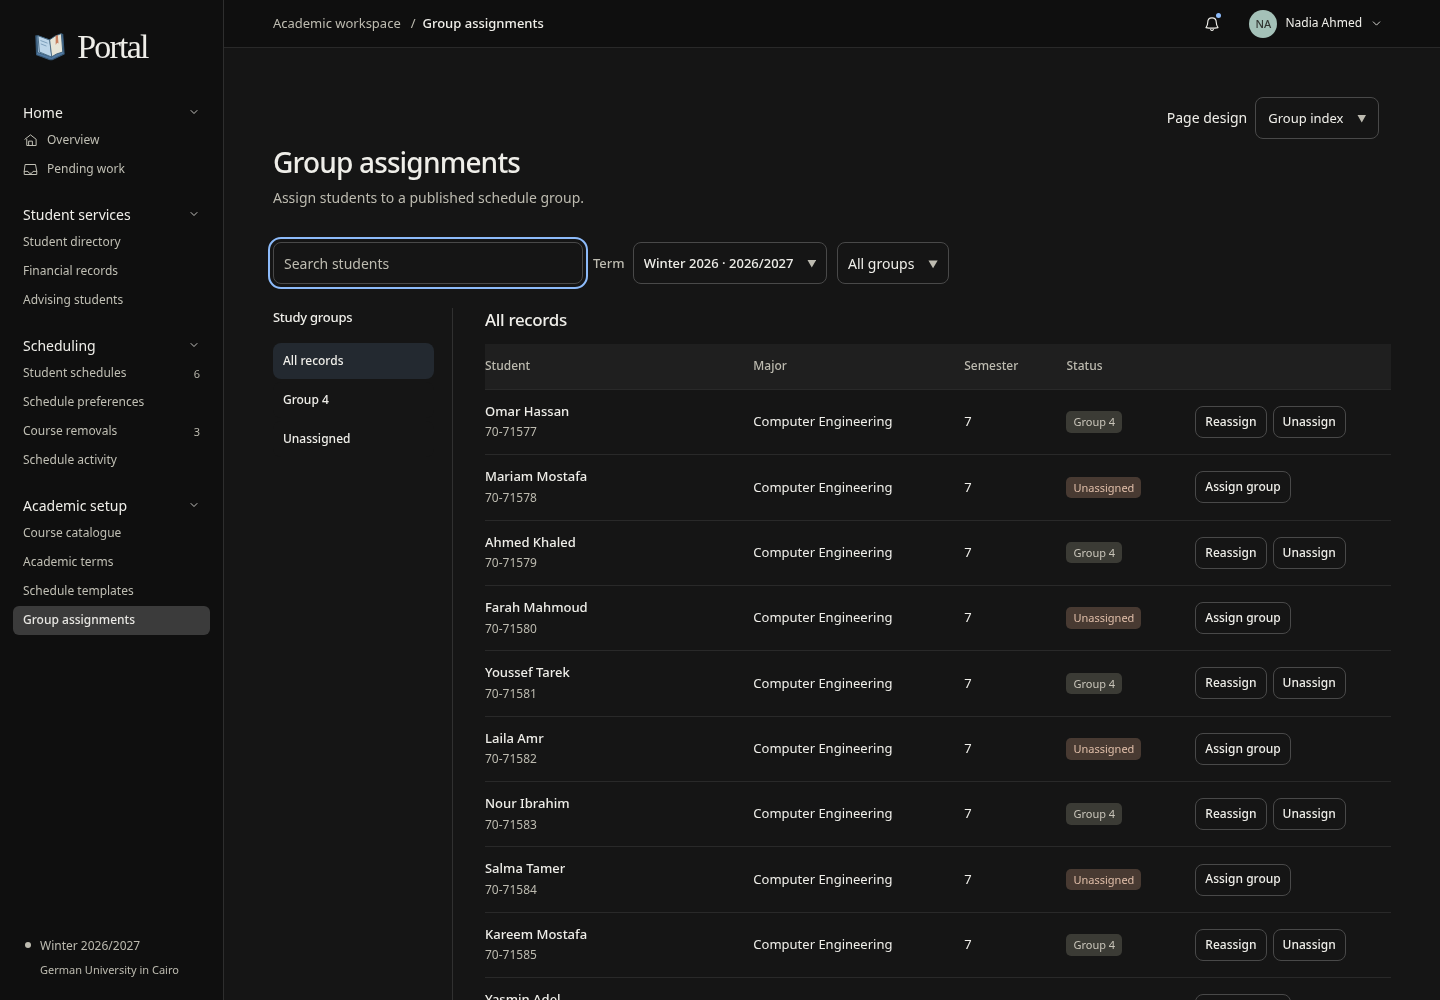 Portal
Home
Overview
Pending work
Student services
Student directory
Financial records
Advising students
Scheduling
Student schedules 6
Schedule preferences
Course removals 3
Schedule activity
Academic setup
Course catalogue
Academic terms
Schedule templates
Group assignments
Winter 2026/2027
German University in Cairo
Academic workspace / Group assignments
NA Nadia Ahmed
Page design Group index
Group assignments
Assign students to a published schedule group.
Search students Term Winter 2026 · 2026/2027 All groups
Study groups
All records
Group 4
Unassigned
All records
Student Major Semester Status
Omar Hassan
70-71577
Computer Engineering 7 Group 4 Reassign Unassign
Mariam Mostafa
70-71578
Computer Engineering 7 Unassigned Assign group
Ahmed Khaled
70-71579
Computer Engineering 7 Group 4 Reassign Unassign
Farah Mahmoud
70-71580
Computer Engineering 7 Unassigned Assign group
Youssef Tarek
70-71581
Computer Engineering 7 Group 4 Reassign Unassign
Laila Amr
70-71582
Computer Engineering 7 Unassigned Assign group
Nour Ibrahim
70-71583
Computer Engineering 7 Group 4 Reassign Unassign
Salma Tamer
70-71584
Computer Engineering 7 Unassigned Assign group
Kareem Mostafa
70-71585
Computer Engineering 7 Group 4 Reassign Unassign
Yasmin Adel